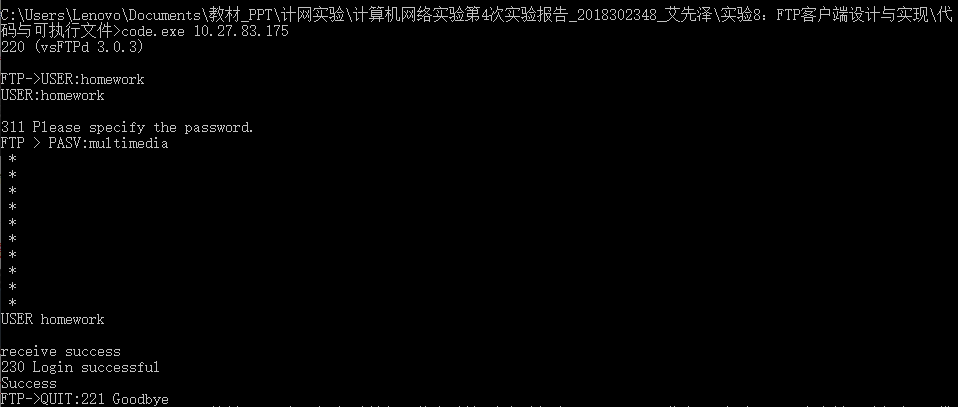 C:\Users\Lenovo\Documents\教材_PPT\计网实验\计算机网络实验第4次实验报告_2018302348_艾先泽\实验8：FTP客户端设计与实现\代
码与可执行文件>code.exe 10.27.83.175
220 (vsFTPd 3.0.3)
FTP->USER:homework
USER:homework
311 Please specify the password.
FTP > PASV:multimedia
*
*
*
*
*
*
*
*
*
*
USER homework
receive success
230 Login successful
Success
FTP->QUIT:221 Goodbye